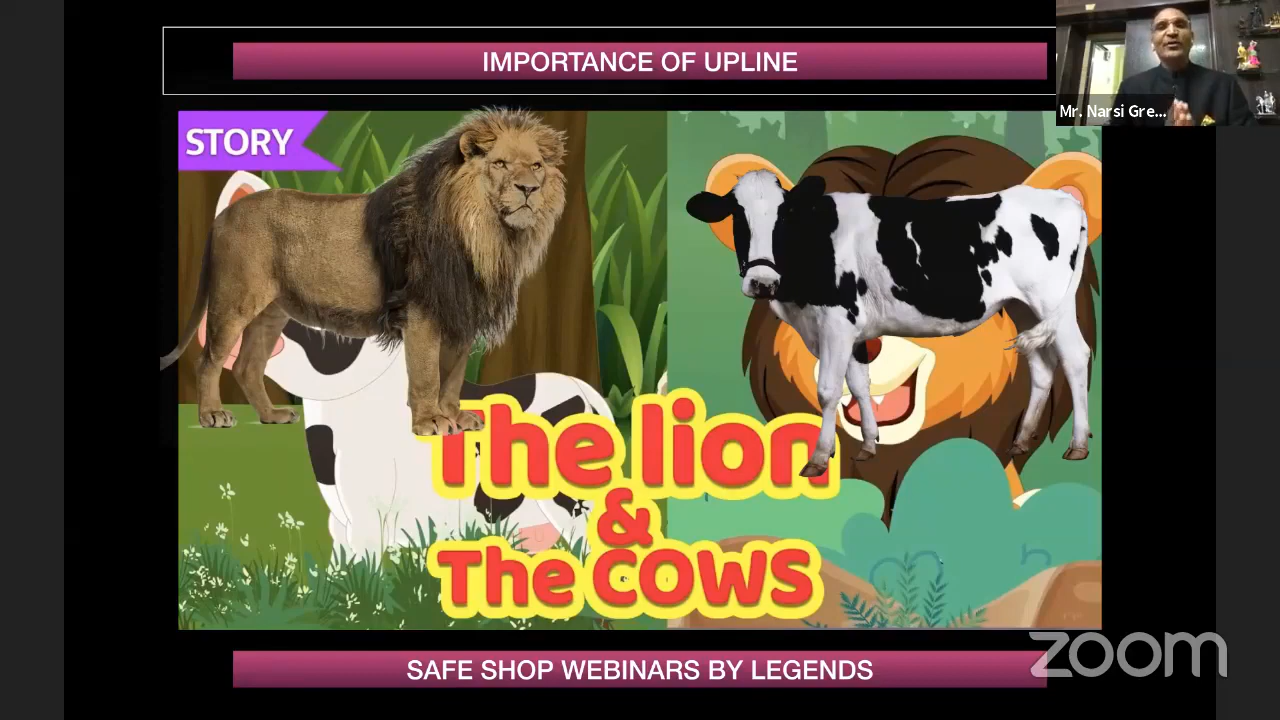 IMPORTANCE OF UPLINE
Mr. Narsi Gre...
STORY
The lion
&
The COWS
SAFE SHOP WEBINARS BY LEGENDS
zoom